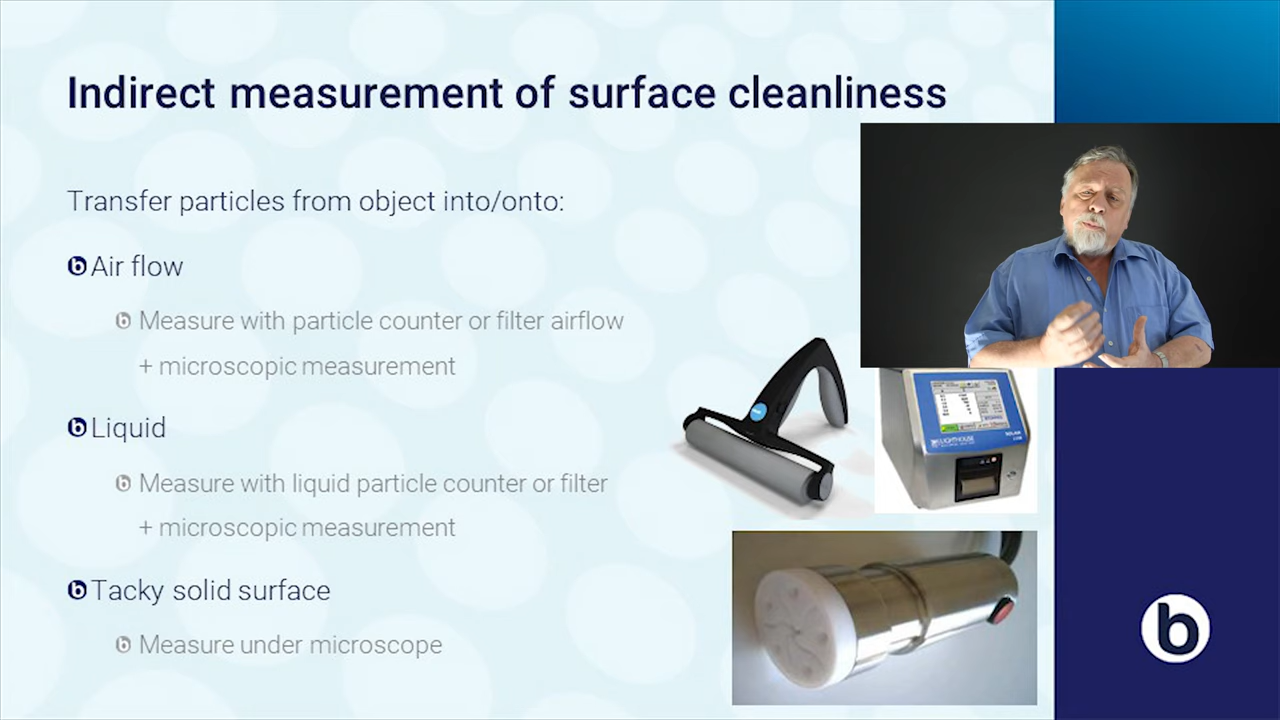 Indirect measurement of surface cleanliness
Transfer particles from object into/onto:
Air flow
Measure with particle counter or filter airflow
+ microscopic measurement
Liquid
Measure with liquid particle counter or filter
+ microscopic measurement
Tacky solid surface
Measure under microscope
LIGHTHOUSE
b